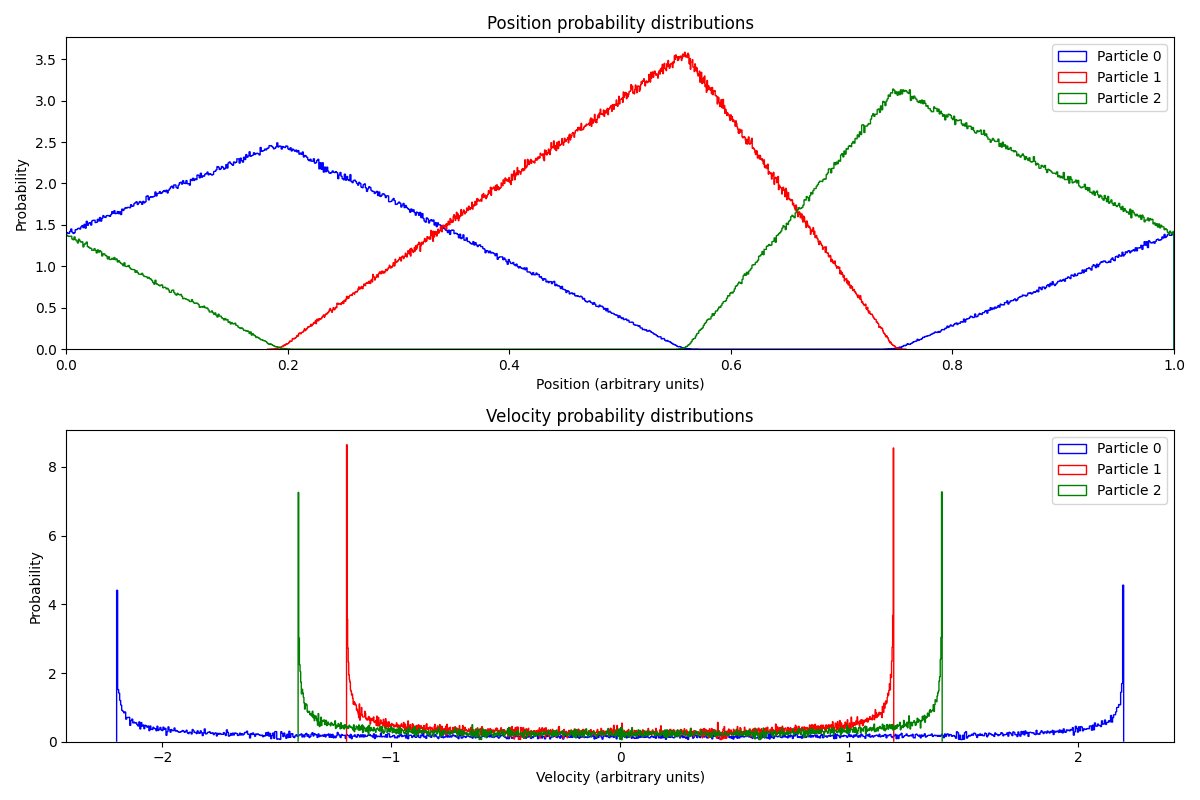 Position probability distributions
Probability
3.5
3.0
2.5
2.0
1.5
1.0
0.5
0.0
Particle 0
Particle 1
Particle 2
0.0 0.2 0.4 0.6 0.8 1.0
Position (arbitrary units)
Velocity probability distributions
Probability
8
6
4
2
0
Particle 0
Particle 1
Particle 2
−2 −1 0 1 2
Velocity (arbitrary units)